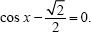 cos x − √2/2 = 0.